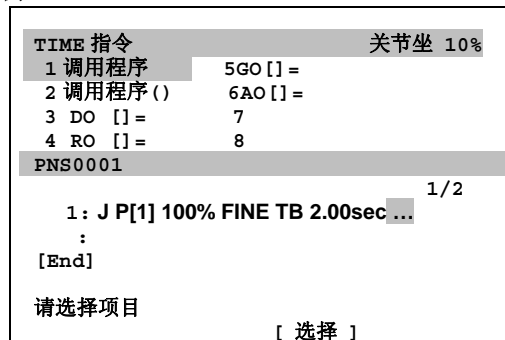 TIME 指令 关节坐 10%
1 调用程序 5GO[]=
2 调用程序() 6AO[]=
3 DO []= 7
4 RO []= 8
PNS0001
1/2
1: J P[1] 100% FINE TB 2.00sec ...
:
[End]
请选择项目
[ 选择 ]